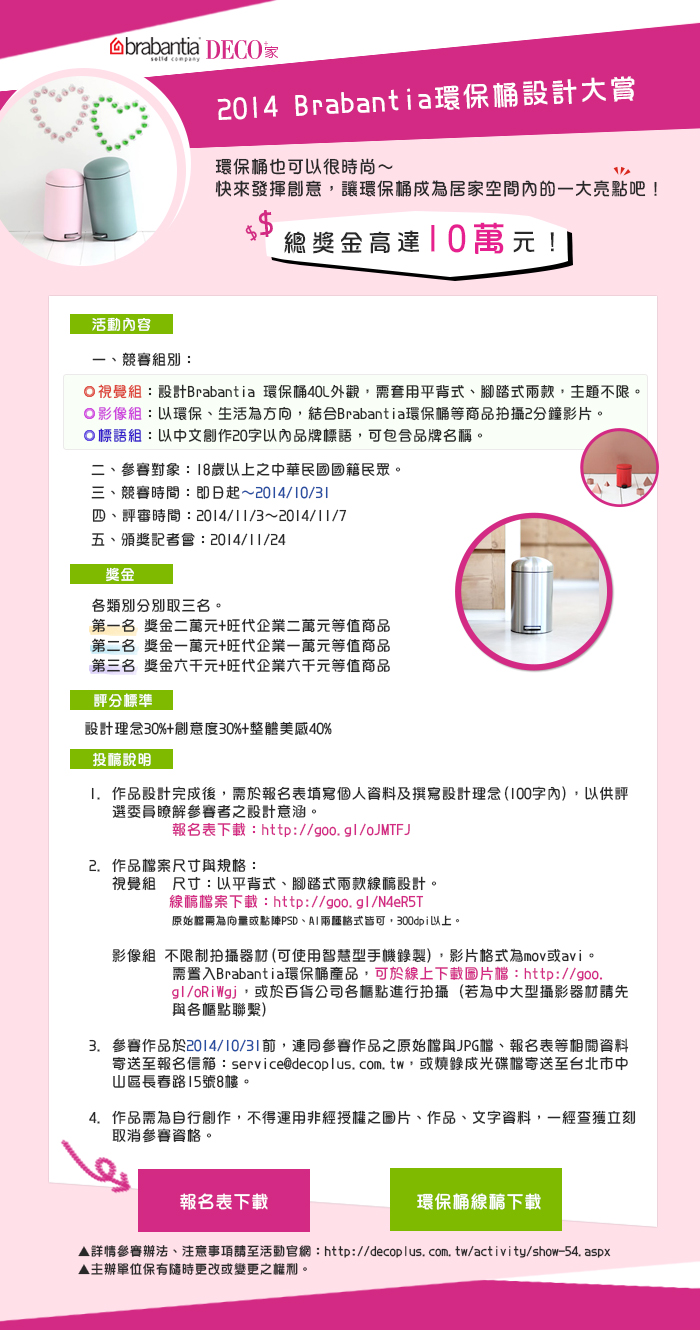 brabantia
solid company
DECO家
2014 Brabantia環保桶設計大賞
環保桶也可以很時尚～
快來發揮創意，讓環保桶成為居家空間內的一大亮點吧！
$$
總獎金高達10萬元！
活動內容
一、競賽組別：
◎視覺組：設計Brabantia 環保桶40L外觀，需套用平背式、腳踏式兩款，主題不限。
◎影像組：以環保、生活為方向，結合Brabantia環保桶等商品拍攝2分鐘影片。
◎標語組：以中文創作20字以內品牌標語，可包含品牌名稱。
二、參賽對象：18歲以上之中華民國國籍民眾。
三、競賽時間：即日起～2014/10/31
四、評審時間：2014/11/3～2014/11/7
五、頒獎記者會：2014/11/24
獎金
各類別分別取三名。
第一名 獎金二萬元+旺代企業二萬元等值商品
第二名 獎金一萬元+旺代企業一萬元等值商品
第三名 獎金六千元+旺代企業六千元等值商品
評分標準
設計理念30%+創意度30%+整體美感40%
投稿說明
1. 作品設計完成後，需於報名表填寫個人資料及撰寫設計理念(100字內)，以供評
選委員瞭解參賽者之設計意涵。
報名表下載：http://goo.gl/oJMTFJ
2. 作品檔案尺寸與規格：
視覺組 尺寸：以平背式、腳踏式兩款線稿設計。
線稿檔案下載：http://goo.gl/N4eR5T
原始檔需為向量或點陣PSD、AI兩種格式皆可，300dpi以上。
影像組 不限制拍攝器材(可使用智慧型手機錄製)，影片格式為mov或avi。
需置入Brabantia環保桶產品，可於線上下載圖片檔：http://goo.
gl/oRiWgj，或於百貨公司各櫃點進行拍攝 (若為中大型攝影器材請先
與各櫃點聯繫)
3. 參賽作品於2014/10/31前，連同參賽作品之原始檔與JPG檔、報名表等相關資料
寄送至報名信箱：service@decoplus.com.tw，或燒錄成光碟檔寄送至台北市中
山區長春路15號8樓。
4. 作品需為自行創作，不得運用非經授權之圖片、作品、文字資料，一經查獲立刻
取消參賽資格。
報名表下載
環保桶線稿下載
▲詳情參賽辦法、注意事項請至活動官網：http://decoplus.com.tw/activity/show-54.aspx
▲主辦單位保有隨時更改或變更之權利。